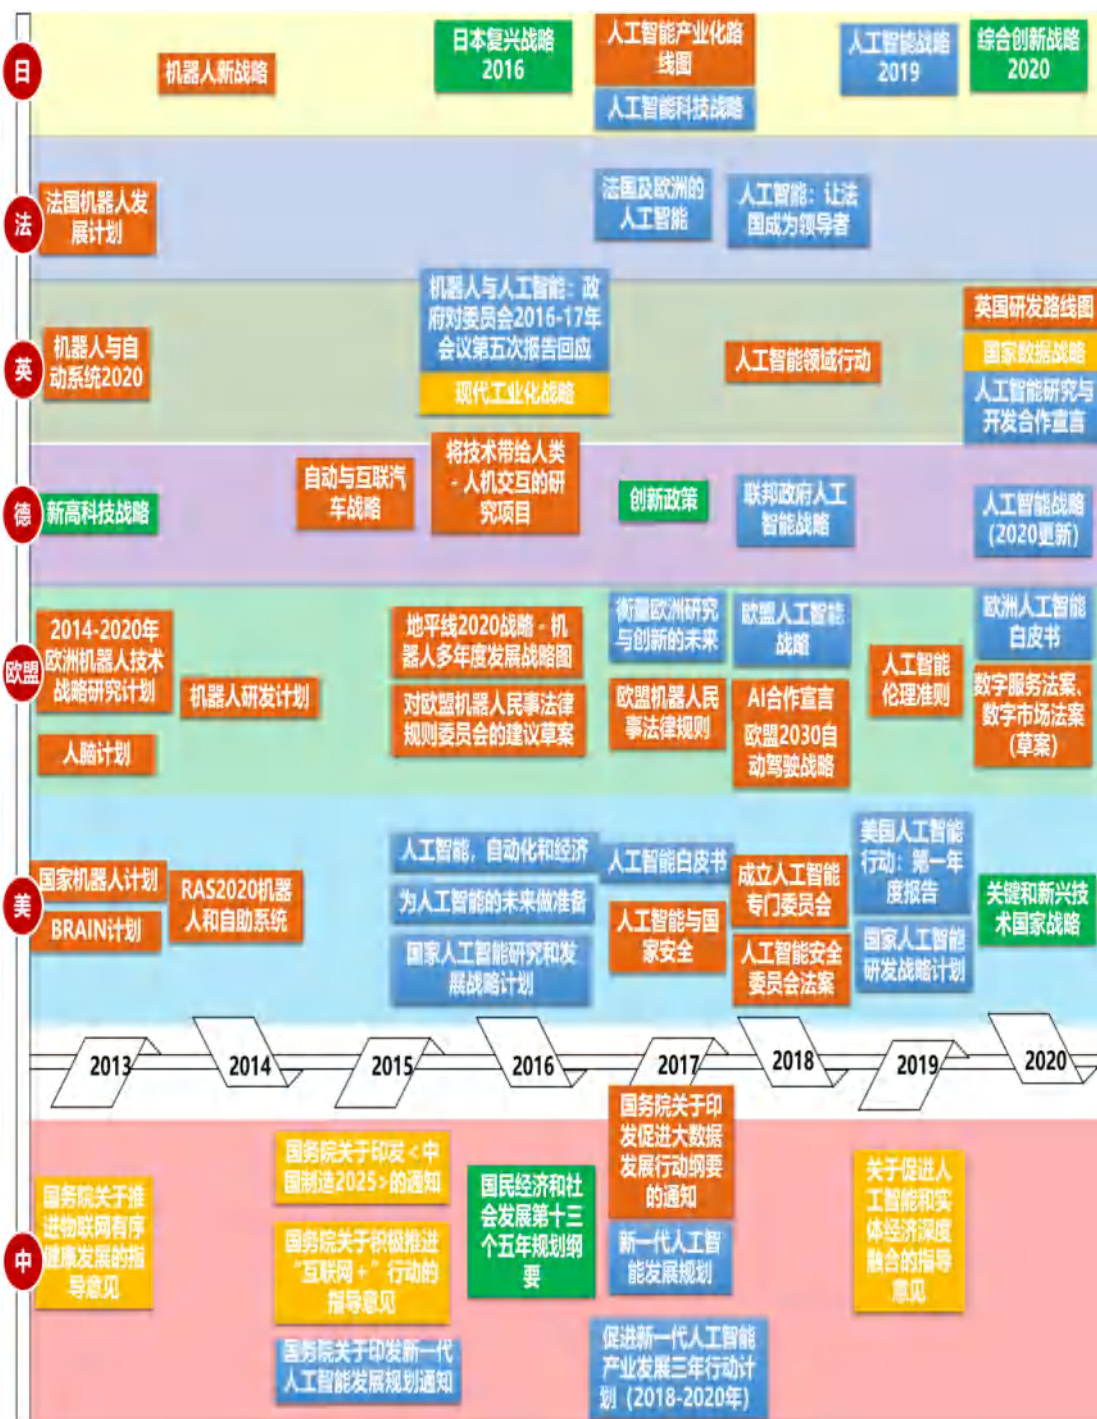 日
机器人新战略
日本复兴战略
2016
人工智能产业化路
线图
人工智能科技战略
人工智能战略
2019
综合创新战略
2020
法
法国机器人发
展计划
法国及欧洲的
人工智能
人工智能：让法
国成为领导者
英
机器人与自
动系统2020
机器人与人工智能：政
府对委员会2016-17年
会议第五次报告回应
现代工业化战略
人工智能领域行动
英国研发路线图
国家数据战略
人工智能研究与
开发合作宣言
德
新高科技战略
自动与互联汽
车战略
将技术带给人类
- 人机交互的研
究项目
创新政策
联邦政府人工
智能战略
人工智能战略
(2020更新)
欧盟
2014-2020年
欧洲机器人技术
战略研究计划
人脑计划
机器人研发计划
地平线2020战略 - 机
器人多年度发展战略图
对欧盟机器人民事法律
规则委员会的建议草案
衡量欧洲研究
与创新的未来
欧盟机器人民
事法律规则
欧盟人工智能
战略
AI合作宣言
欧盟2030自
动驾驶战略
人工智能
伦理准则
欧洲人工智能
白皮书
数字服务法案、
数字市场法案
(草案)
美
国家机器人计划
BRAIN计划
RAS2020机器
人和自助系统
人工智能，自动化和经济
为人工智能的未来做准备
国家人工智能研究和发
展战略计划
人工智能白皮书
人工智能与国
家安全
成立人工智能
专门委员会
人工智能安全
委员会法案
美国人工智能
行动：第一年
度报告
国家人工智能
研发战略计划
关键和新兴技
术国家战略
2013
2014
2015
2016
2017
2018
2019
2020
中
国务院关于推
进物联网有序
健康发展的指
导意见
国务院关于印发<中
国制造2025>的通知
国务院关于积极推进
“互联网+”行动的
指导意见
国务院关于印发新一代
人工智能发展规划通知
国民经济和社
会发展第十三
个五年规划纲
要
国务院关于印
发促进大数据
发展行动纲要
的通知
新一代人工智
能发展规划
促进新一代人工智能
产业发展三年行动计
划（2018-2020年）
关于促进人
工智能和实
体经济深度
融合的指导
意见